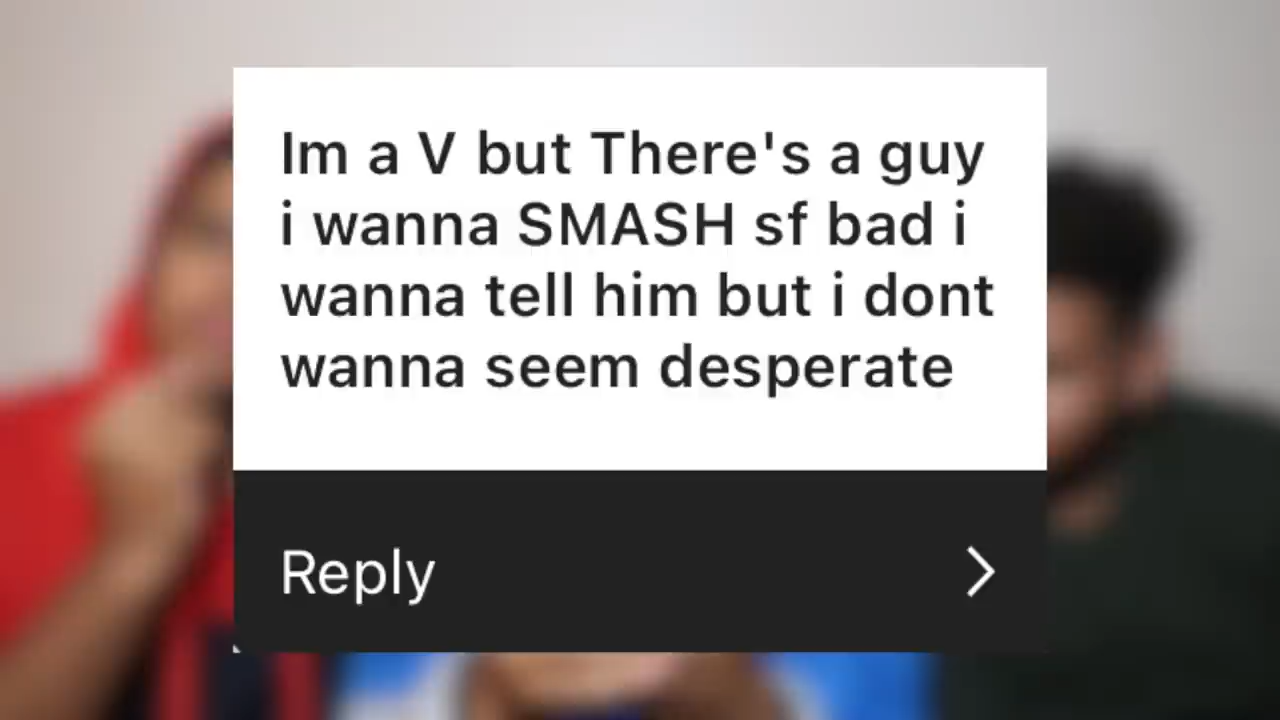 Im a V but There's a guy
i wanna SMASH sf bad i
wanna tell him but i dont
wanna seem desperate
Reply